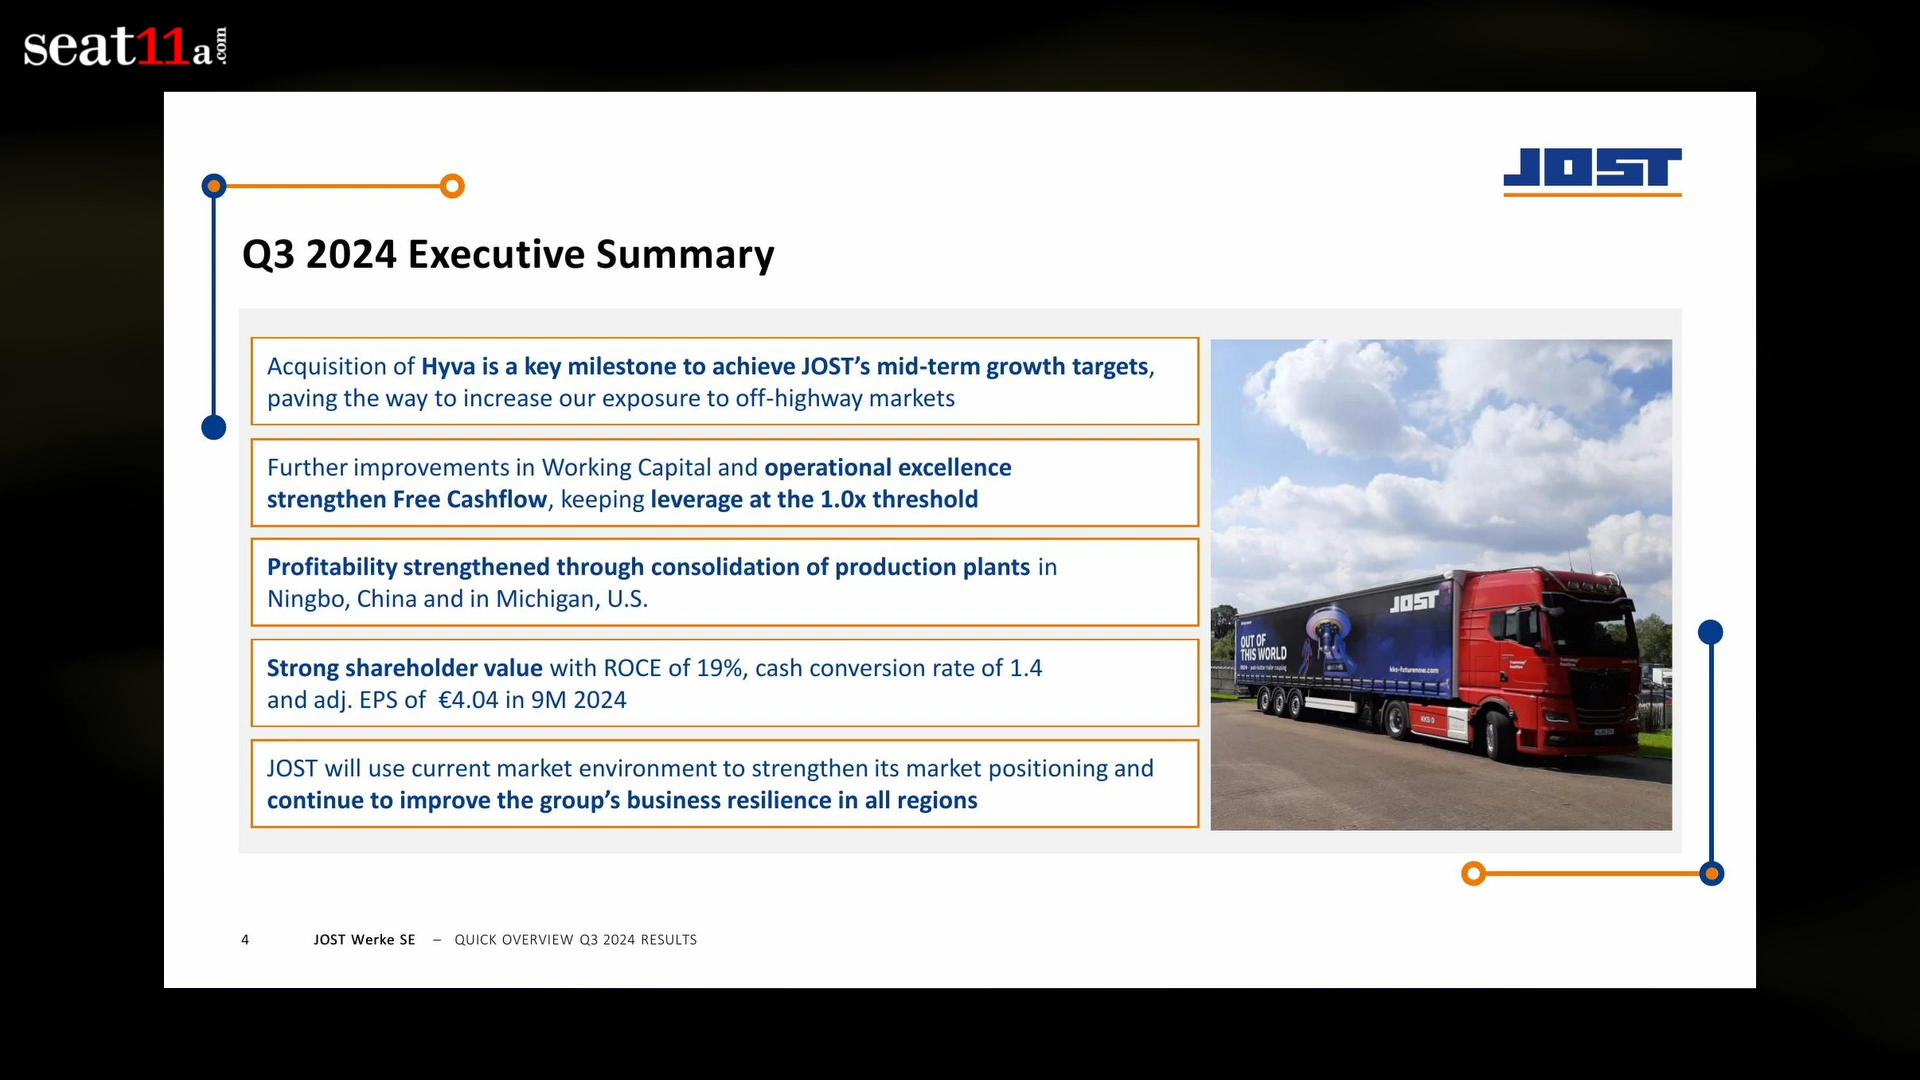 seat11a.com
JOST
Q3 2024 Executive Summary
Acquisition of Hyva is a key milestone to achieve JOST’s mid-term growth targets,
paving the way to increase our exposure to off-highway markets
Further improvements in Working Capital and operational excellence
strengthen Free Cashflow, keeping leverage at the 1.0x threshold
Profitability strengthened through consolidation of production plants in
Ningbo, China and in Michigan, U.S.
Strong shareholder value with ROCE of 19%, cash conversion rate of 1.4
and adj. EPS of €4.04 in 9M 2024
JOST will use current market environment to strengthen its market positioning and
continue to improve the group’s business resilience in all regions
JOST
OUT OF
THIS WORLD
kks-futurenow.com
4 JOST Werke SE – QUICK OVERVIEW Q3 2024 RESULTS